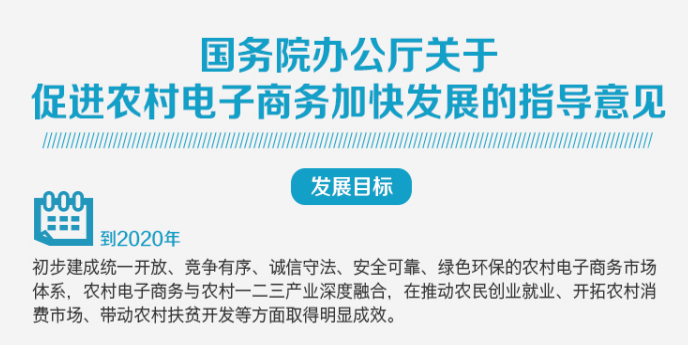 国务院办公厅关于
促进农村电子商务加快发展的指导意见
发展目标
到2020年
初步建成统一开放、竞争有序、诚信守法、安全可靠、绿色环保的农村电子商务市场
体系，农村电子商务与农村一二三产业深度融合，在推动农民创业就业、开拓农村消
费市场、带动农村扶贫开发等方面取得明显成效。